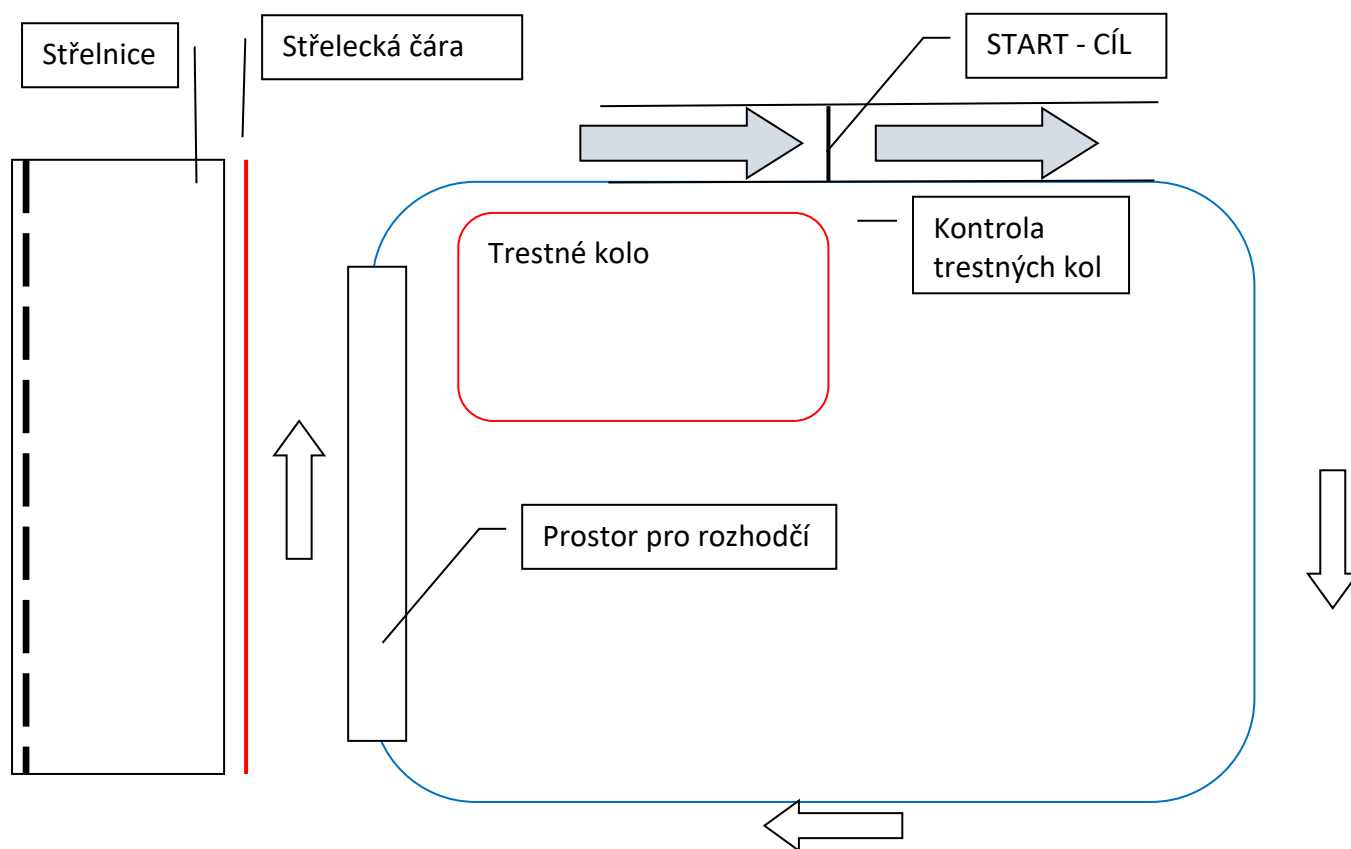 Střelnice
Střelecká čára
START - CÍL
Trestné kolo
Kontrola
trestných kol
Prostor pro rozhodčí